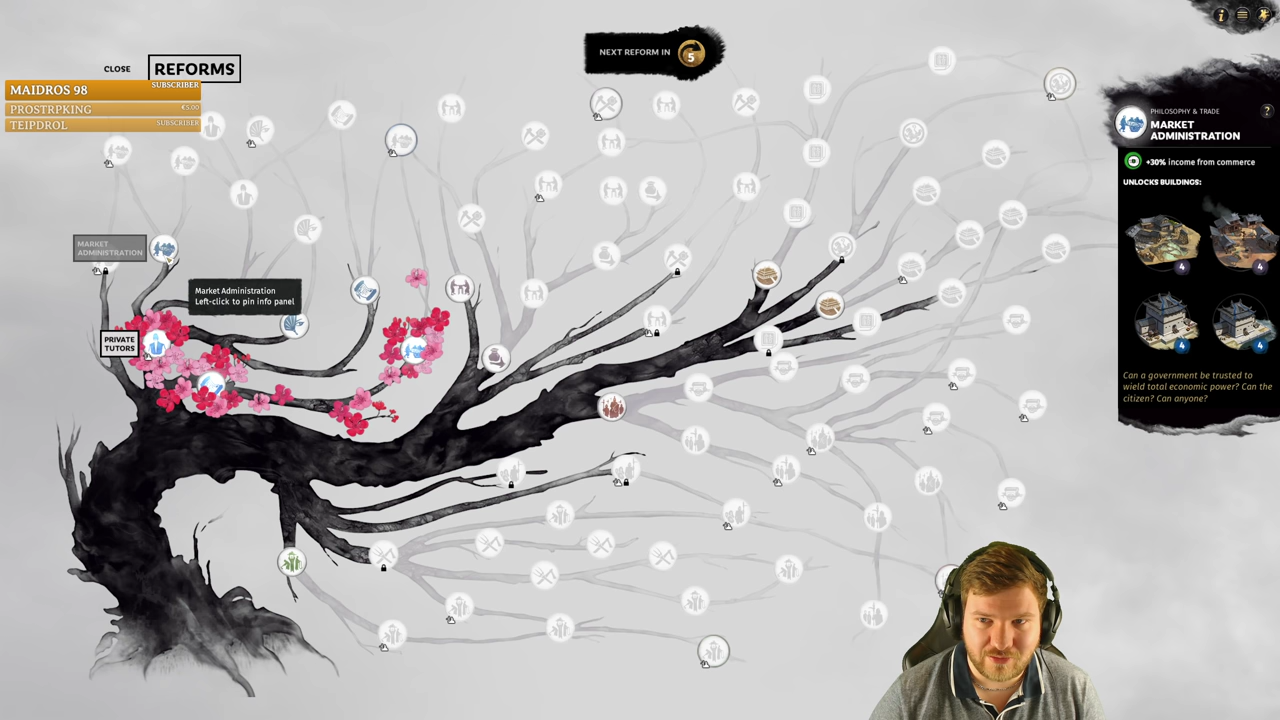 NEXT REFORM IN
5
CLOSE
REFORMS
MAIDROS 98
SUBSCRIBER
PROSTRPKING
€5.00
TEIPDROL
SUBSCRIBER
PHILOSOPHY & TRADE
?
MARKET
ADMINISTRATION
+30% income from commerce
UNLOCKS BUILDINGS:
4
4
4
4
Can a government be trusted to
wield total economic power? Can the
citizen? Can anyone?
MARKET
ADMINISTRATION
Market Administration
Left-click to pin info panel
PRIVATE
TUTORS